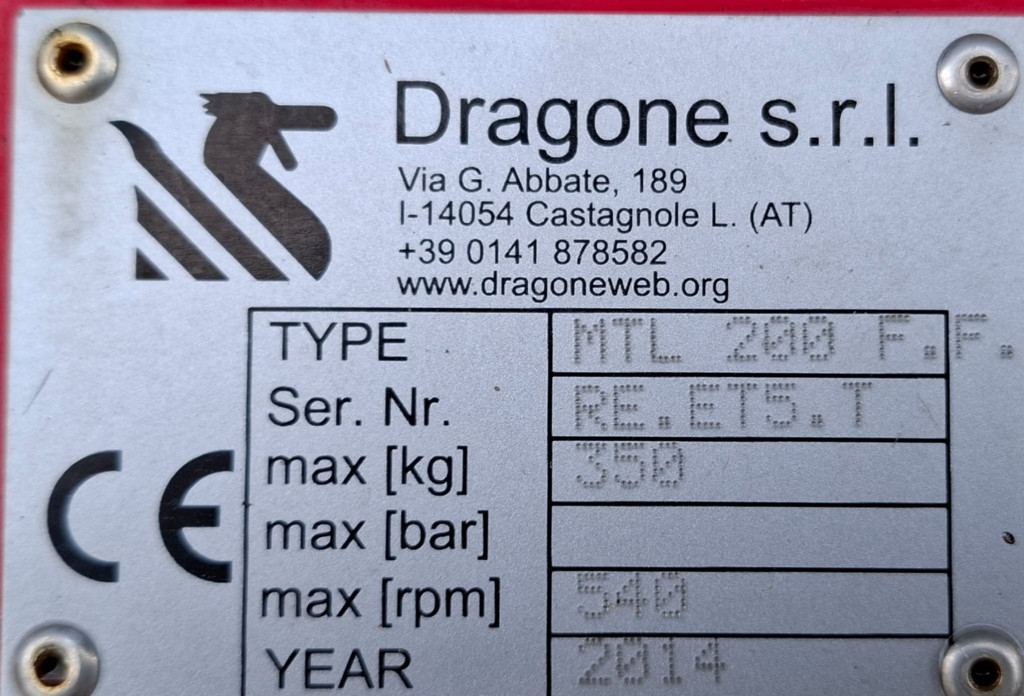 Dragone s.r.l.
Via G. Abbate, 189
I-14054 Castagnole L. (AT)
+39 0141 878582
www.dragoneweb.org
TYPE MTL 200 F.F.
Ser. Nr. RE.ET5.T
max [kg] 350
max [bar]
max [rpm] 540
YEAR 2014
CE